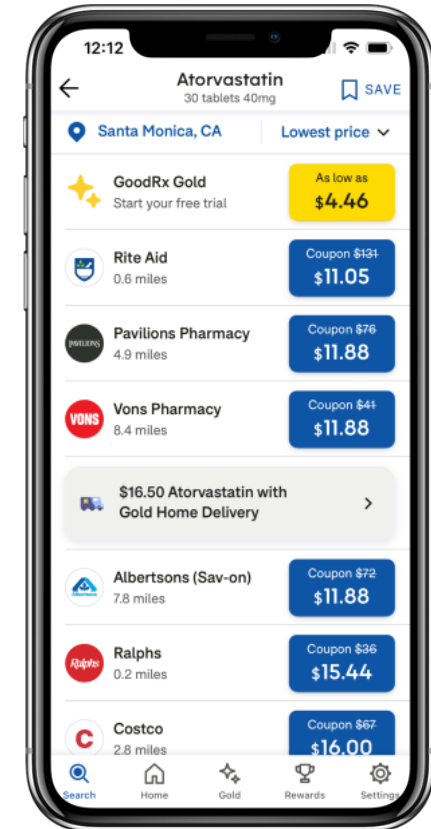 12:12
Atorvastatin
30 tablets 40mg
SAVE
Santa Monica, CA
Lowest price
GoodRx Gold
Start your free trial
As low as
$4.46
Rite Aid
0.6 miles
Coupon $131
$11.05
PAVILIONS
Pavilions Pharmacy
4.9 miles
Coupon $76
$11.88
VONS
Vons Pharmacy
8.4 miles
Coupon $41
$11.88
$16.50 Atorvastatin with
Gold Home Delivery
Albertsons
Albertsons (Sav-on)
7.8 miles
Coupon $72
$11.88
Ralphs
Ralphs
0.2 miles
Coupon $36
$15.44
C
Costco
2.8 miles
Coupon $67
$16.00
Search
Home
Gold
Rewards
Settings